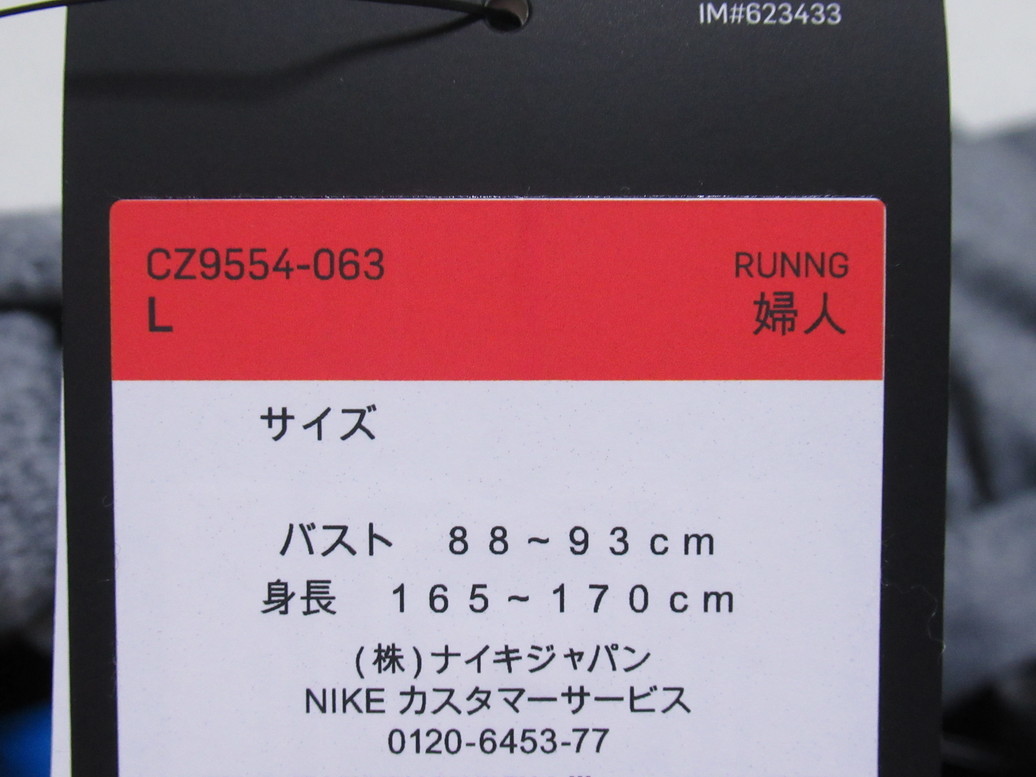 IM#623433
CZ9554-063 RUNNG
L 婦人
サイズ
バスト 88~93cm
身長 165~170cm
(株)ナイキジャパン
NIKE カスタマーサービス
0120-6453-77